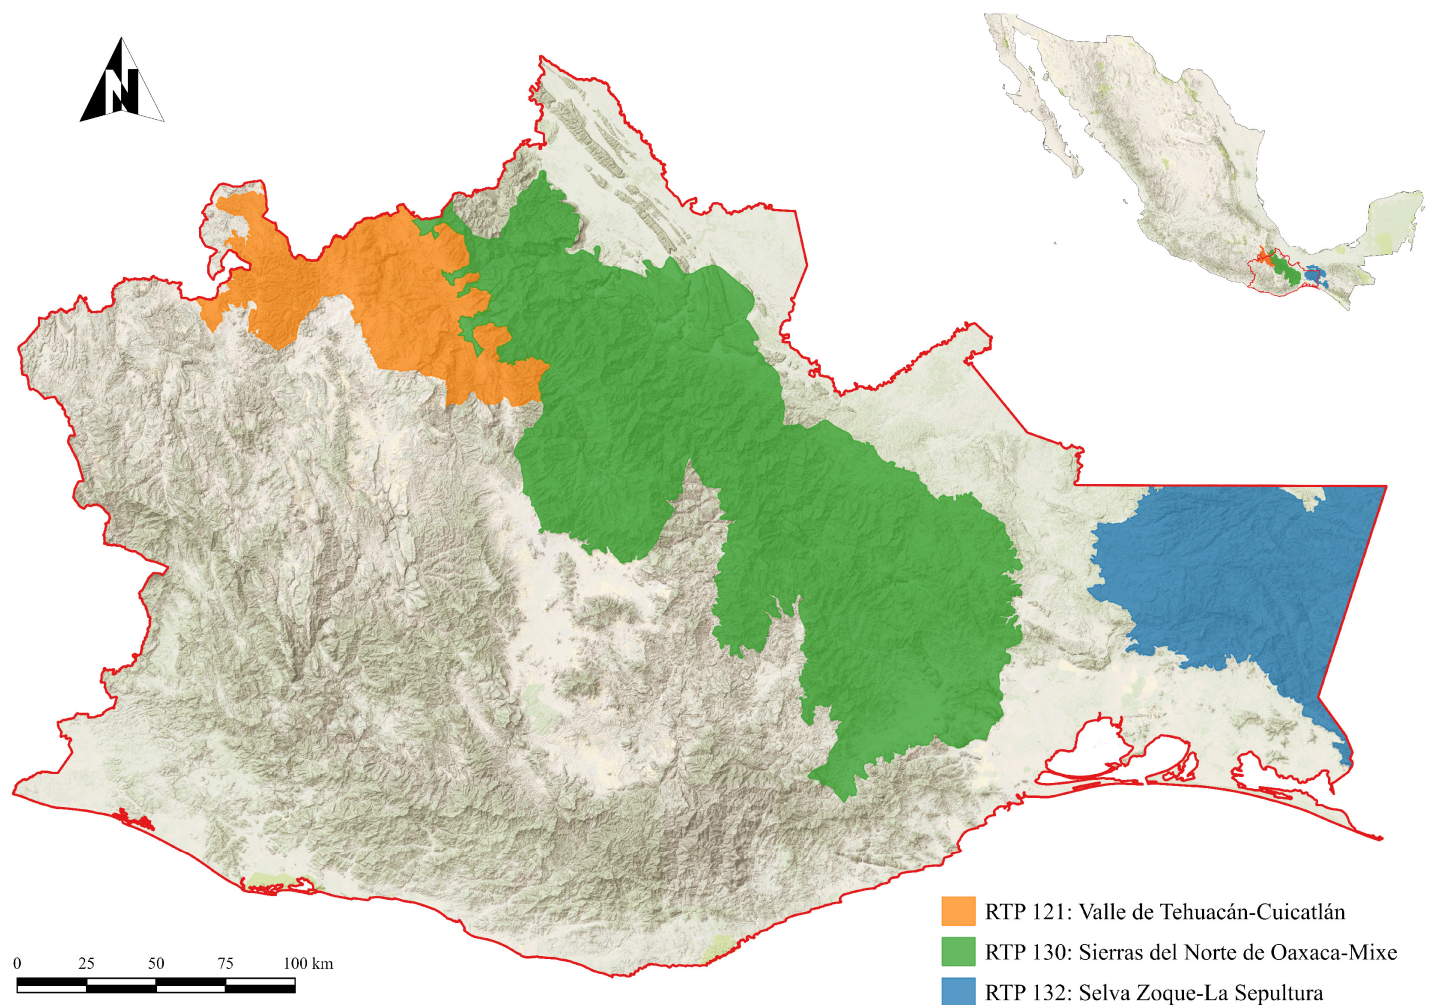 N
RTP 121: Valle de Tehuacán-Cuicatlán
RTP 130: Sierras del Norte de Oaxaca-Mixe
RTP 132: Selva Zoque-La Sepultura
0 25 50 75 100 km